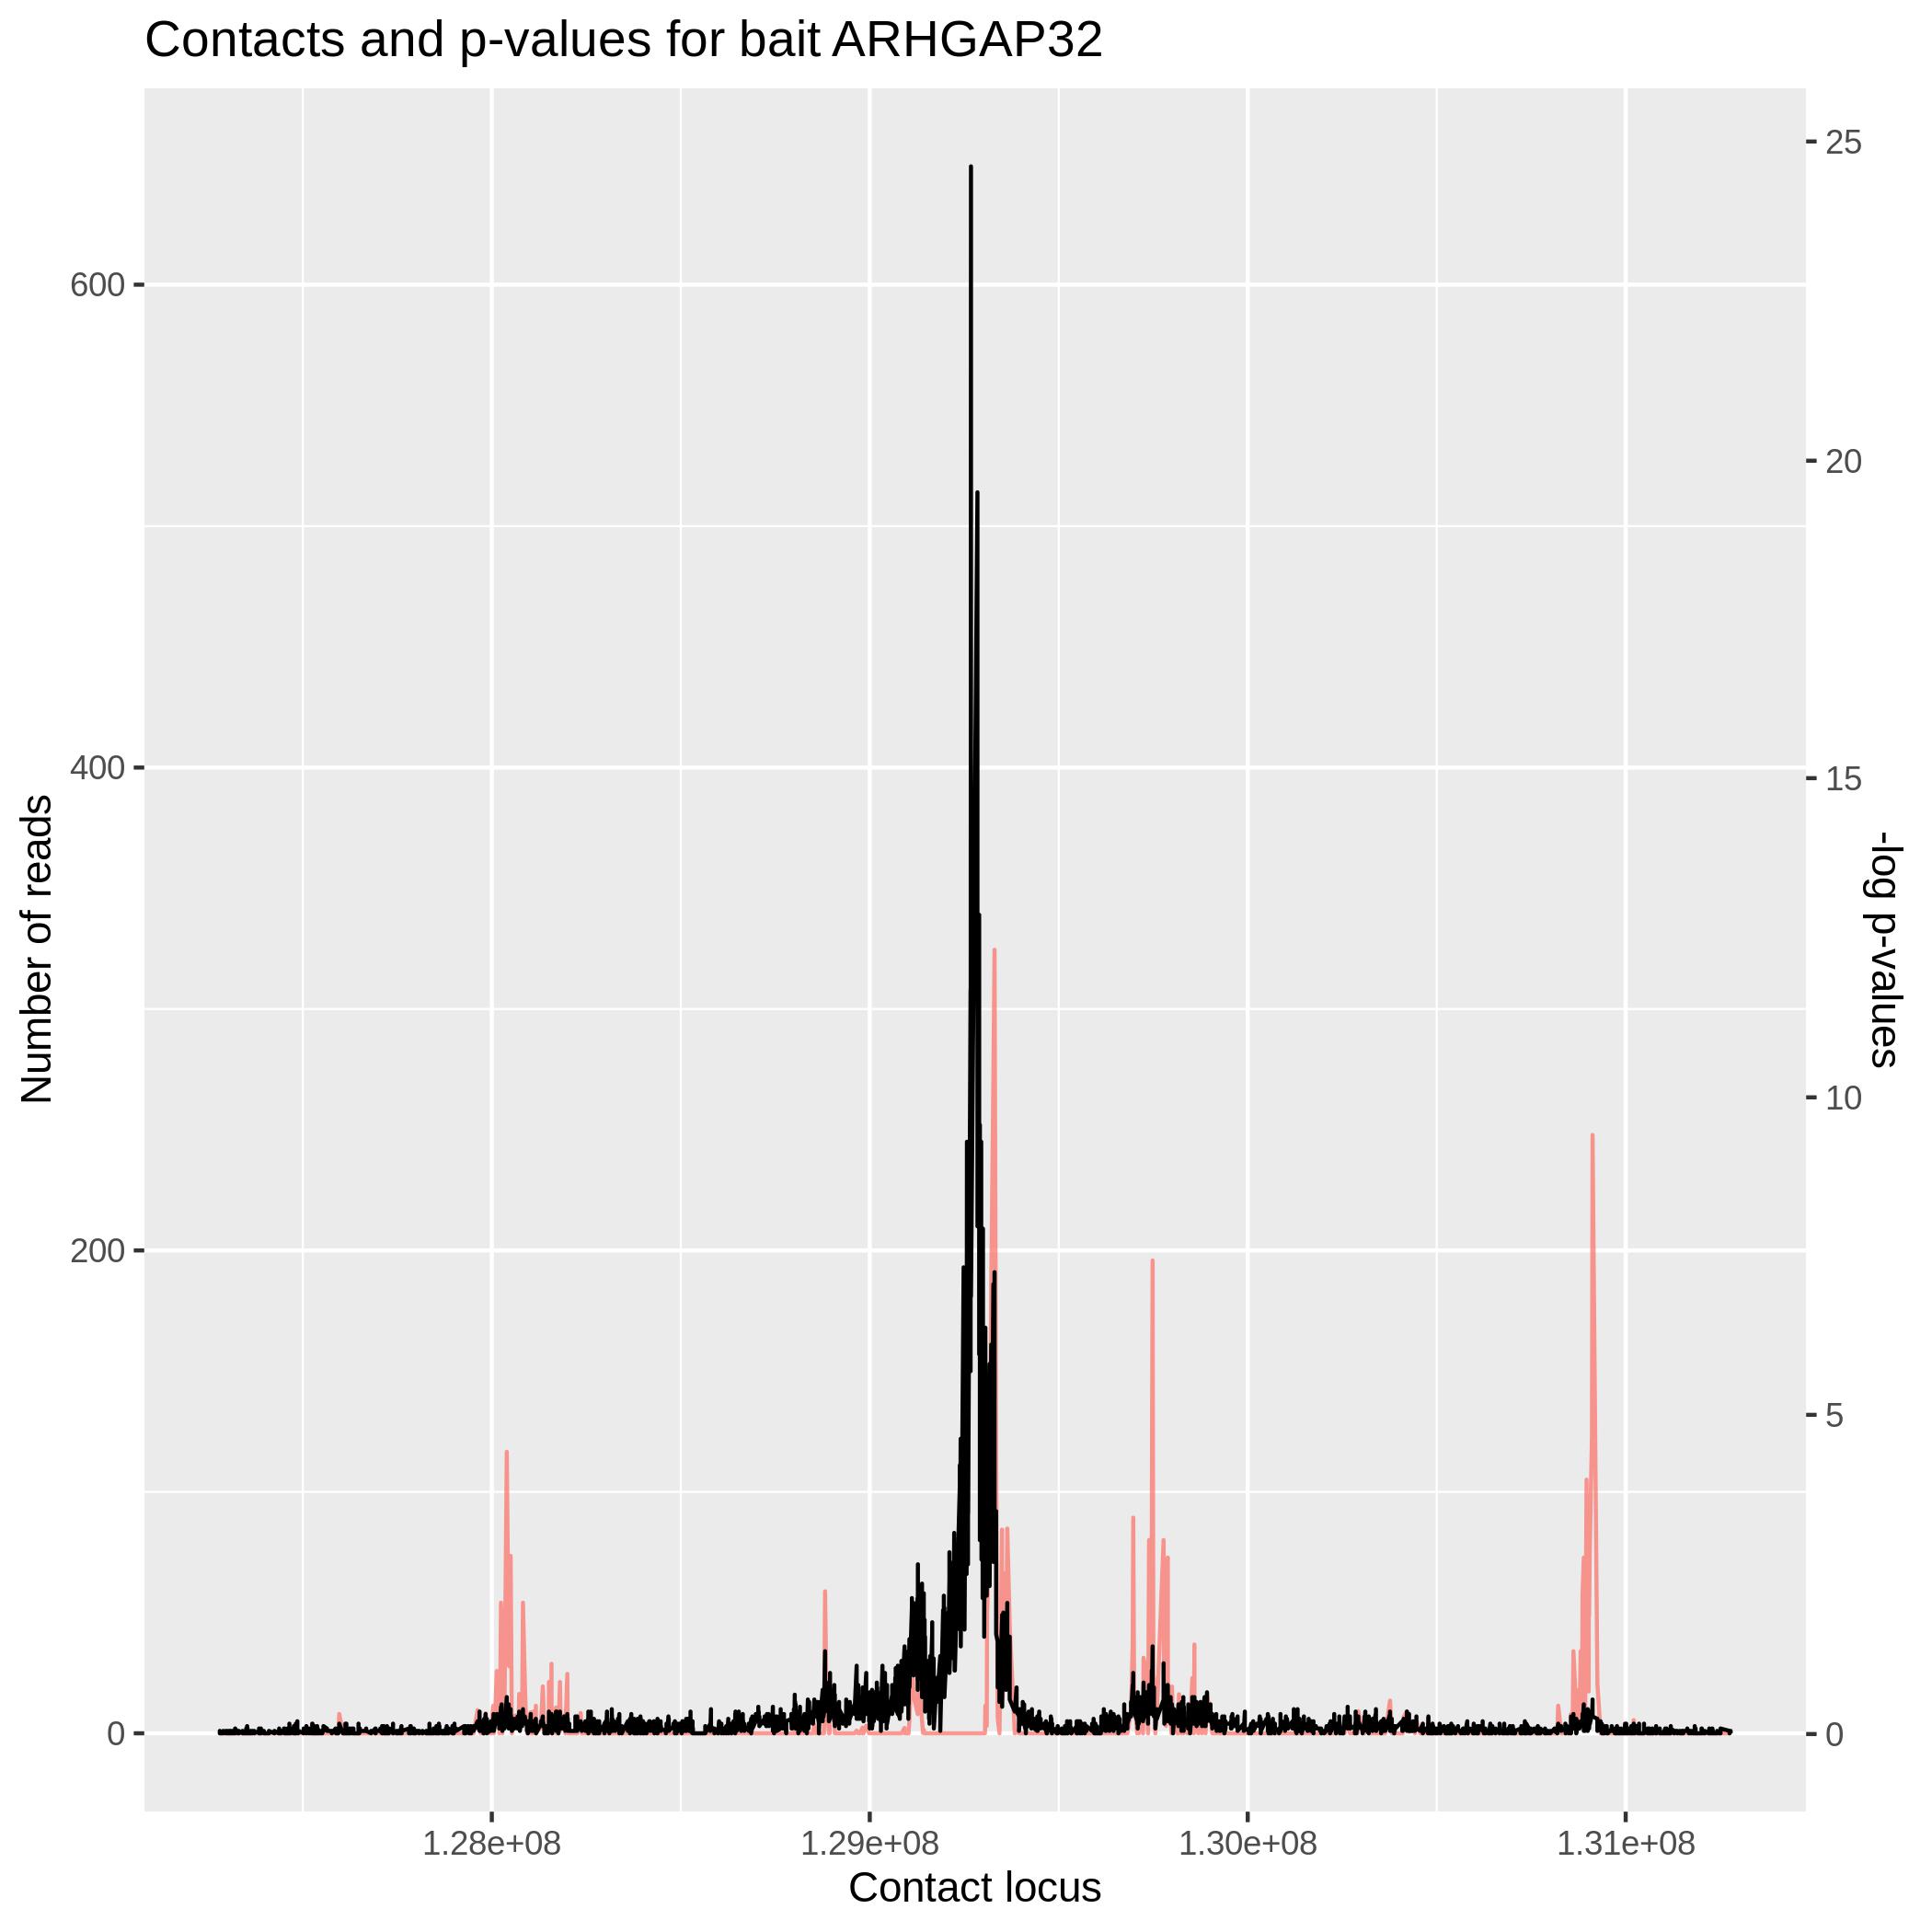 Contacts and p-values for bait ARHGAP32
Number of reads
600
400
200
0
25
20
15
10
5
0
-log p-values
1.28e+08
1.29e+08
1.30e+08
1.31e+08
Contact locus